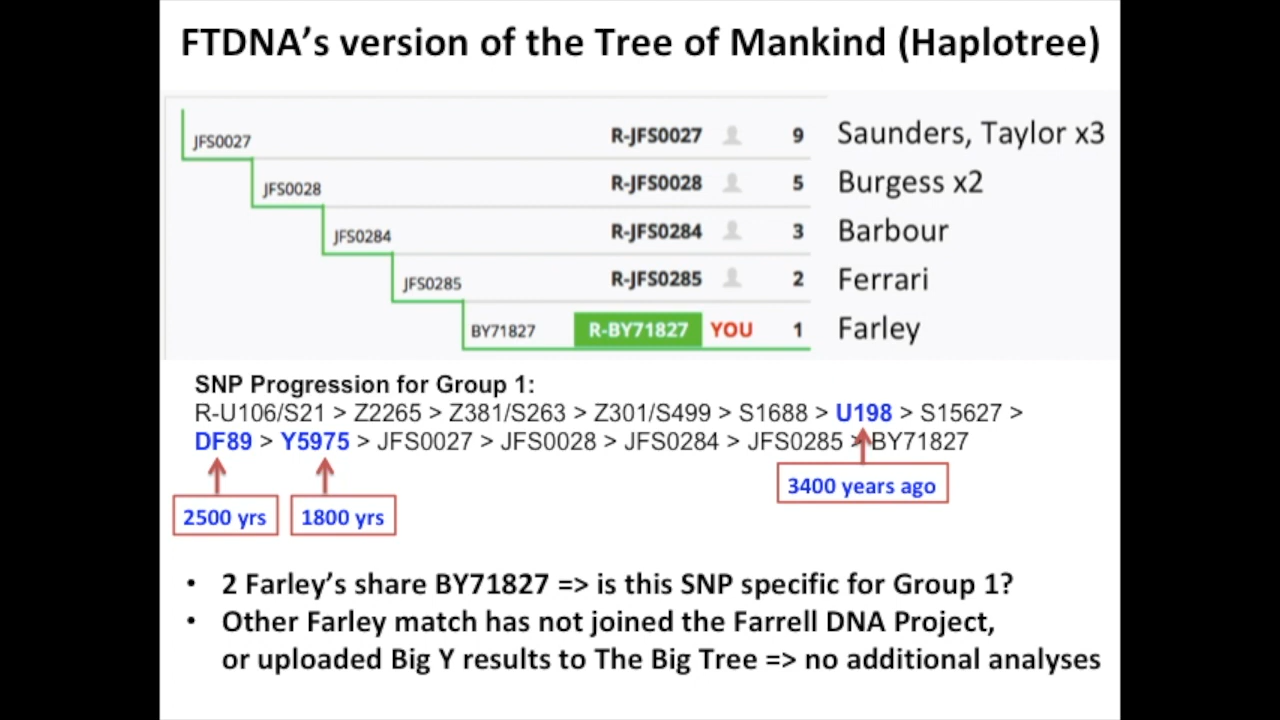 FTDNA's version of the Tree of Mankind (Haplotree)
JFS0027 R-JFS0027 9 Saunders, Taylor x3
JFS0028 R-JFS0028 5 Burgess x2
JFS0284 R-JFS0284 3 Barbour
JFS0285 R-JFS0285 2 Ferrari
BY71827 R-BY71827 YOU 1 Farley
SNP Progression for Group 1:
R-U106/S21 > Z2265 > Z381/S263 > Z301/S499 > S1688 > U198 > S15627 >
DF89 > Y5975 > JFS0027 > JFS0028 > JFS0284 > JFS0285 > BY71827
3400 years ago
2500 yrs 1800 yrs
• 2 Farley's share BY71827 => is this SNP specific for Group 1?
• Other Farley match has not joined the Farrell DNA Project,
or uploaded Big Y results to The Big Tree => no additional analyses